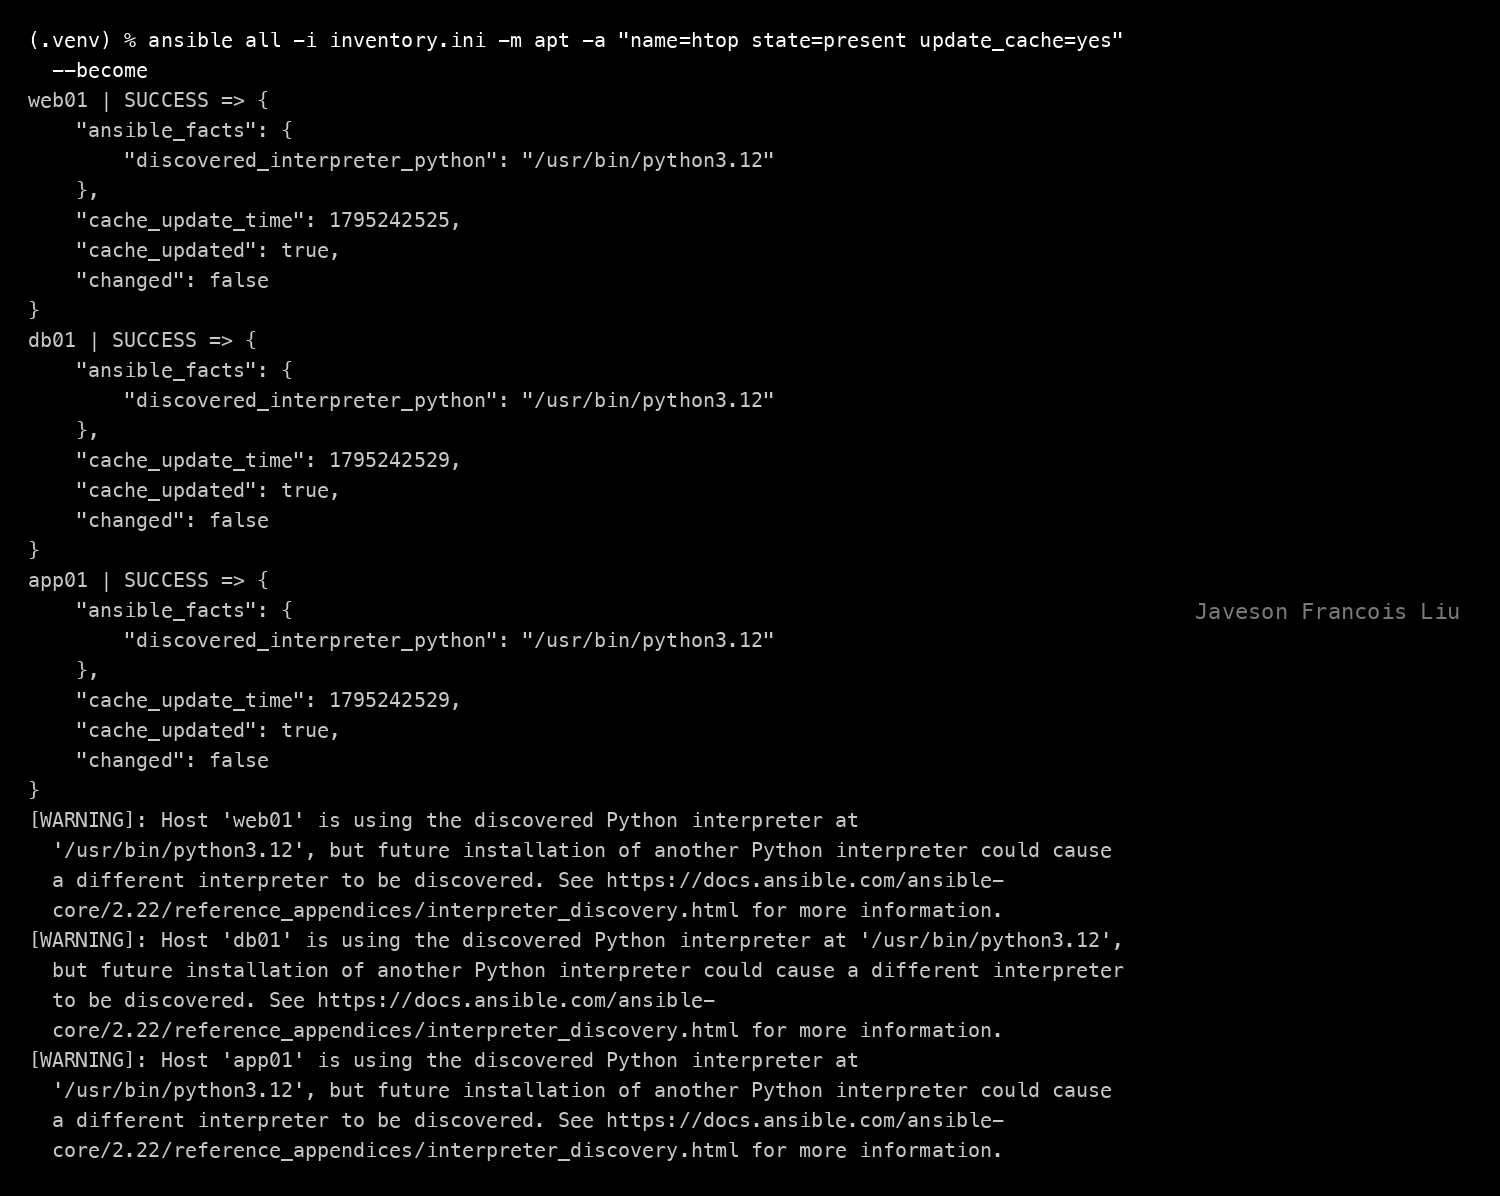 (.venv) % ansible all -i inventory.ini -m apt -a "name=htop state=present update_cache=yes"
  --become
web01 | SUCCESS => {
    "ansible_facts": {
        "discovered_interpreter_python": "/usr/bin/python3.12"
    },
    "cache_update_time": 1795242525,
    "cache_updated": true,
    "changed": false
}
db01 | SUCCESS => {
    "ansible_facts": {
        "discovered_interpreter_python": "/usr/bin/python3.12"
    },
    "cache_update_time": 1795242529,
    "cache_updated": true,
    "changed": false
}
app01 | SUCCESS => {
    "ansible_facts": {
Javeson Francois Liu
        "discovered_interpreter_python": "/usr/bin/python3.12"
    },
    "cache_update_time": 1795242529,
    "cache_updated": true,
    "changed": false
}
[WARNING]: Host 'web01' is using the discovered Python interpreter at
  '/usr/bin/python3.12', but future installation of another Python interpreter could cause
  a different interpreter to be discovered. See https://docs.ansible.com/ansible-
  core/2.22/reference_appendices/interpreter_discovery.html for more information.
[WARNING]: Host 'db01' is using the discovered Python interpreter at '/usr/bin/python3.12',
  but future installation of another Python interpreter could cause a different interpreter
  to be discovered. See https://docs.ansible.com/ansible-
  core/2.22/reference_appendices/interpreter_discovery.html for more information.
[WARNING]: Host 'app01' is using the discovered Python interpreter at
  '/usr/bin/python3.12', but future installation of another Python interpreter could cause
  a different interpreter to be discovered. See https://docs.ansible.com/ansible-
  core/2.22/reference_appendices/interpreter_discovery.html for more information.